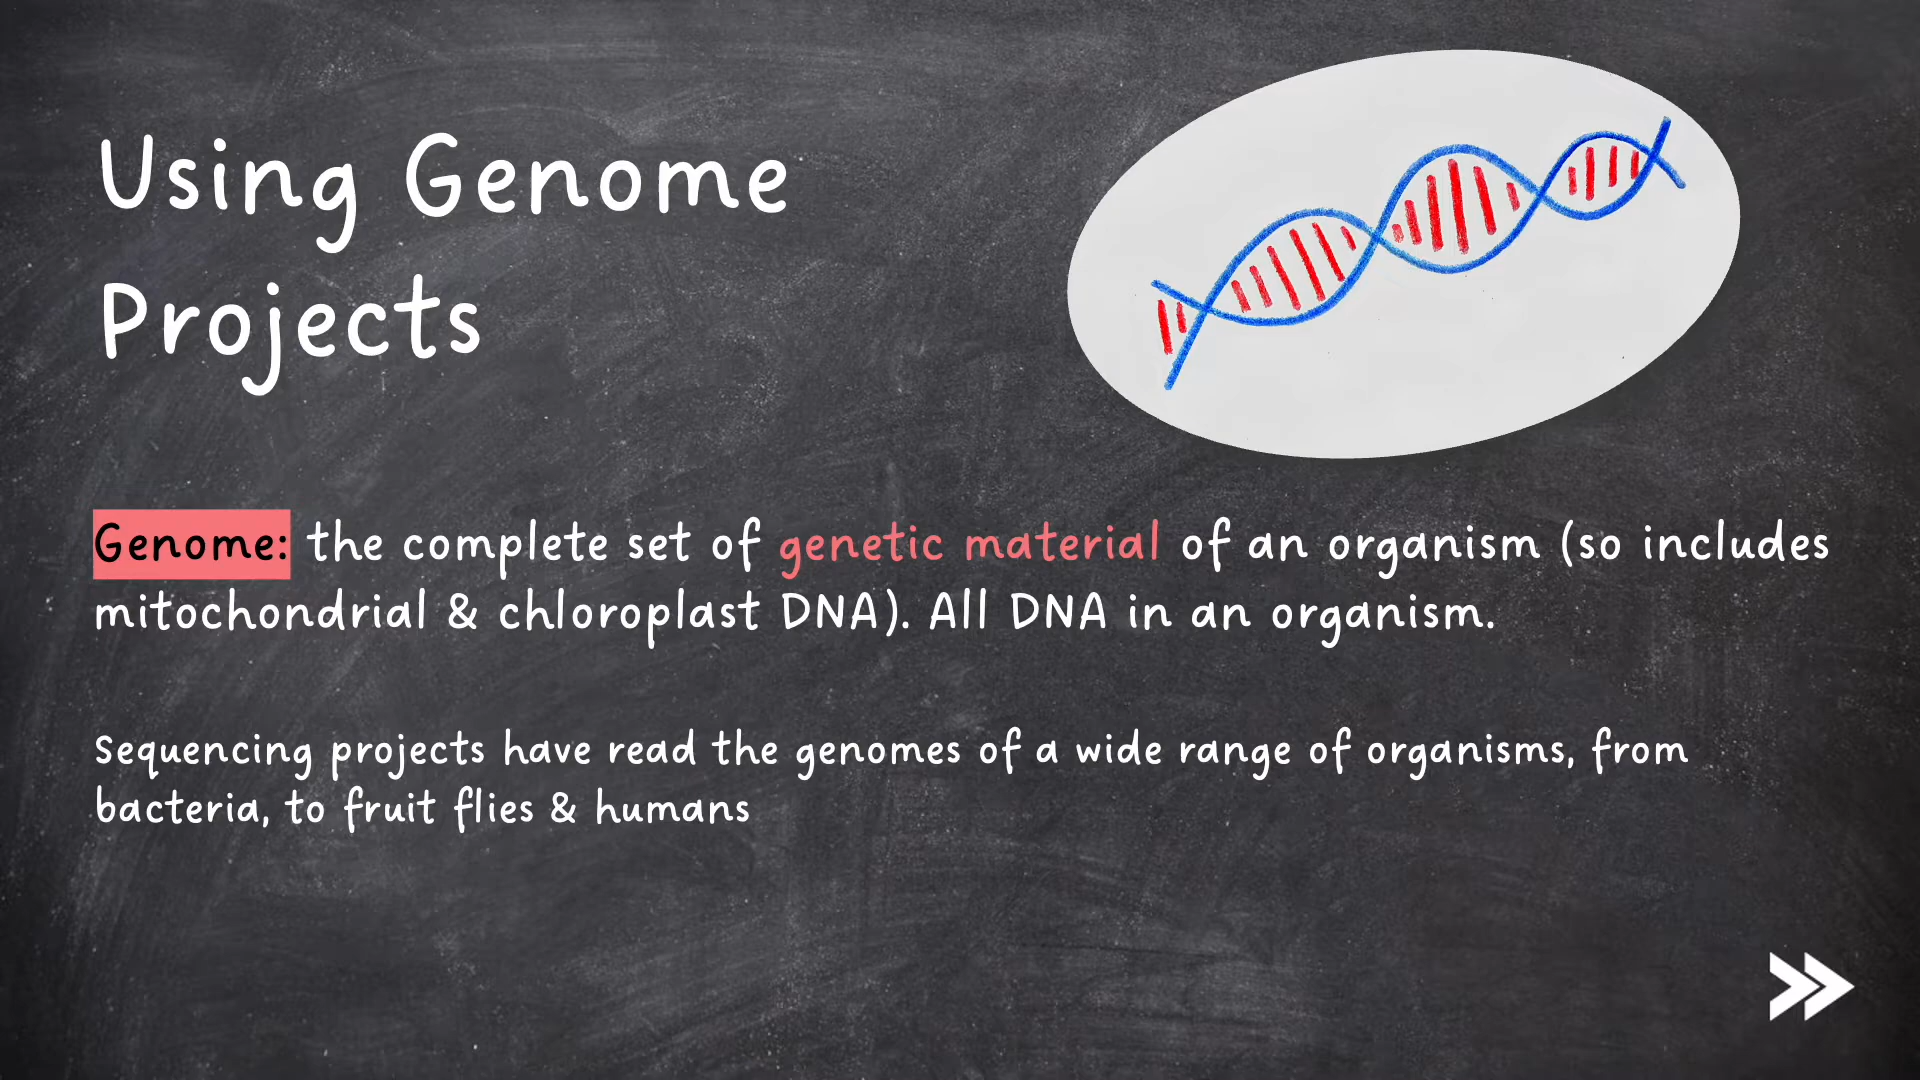 Using Genome
Projects
Genome: the complete set of genetic material of an organism (so includes
mitochondrial & chloroplast DNA). All DNA in an organism.
Sequencing projects have read the genomes of a wide range of organisms, from
bacteria, to fruit flies & humans